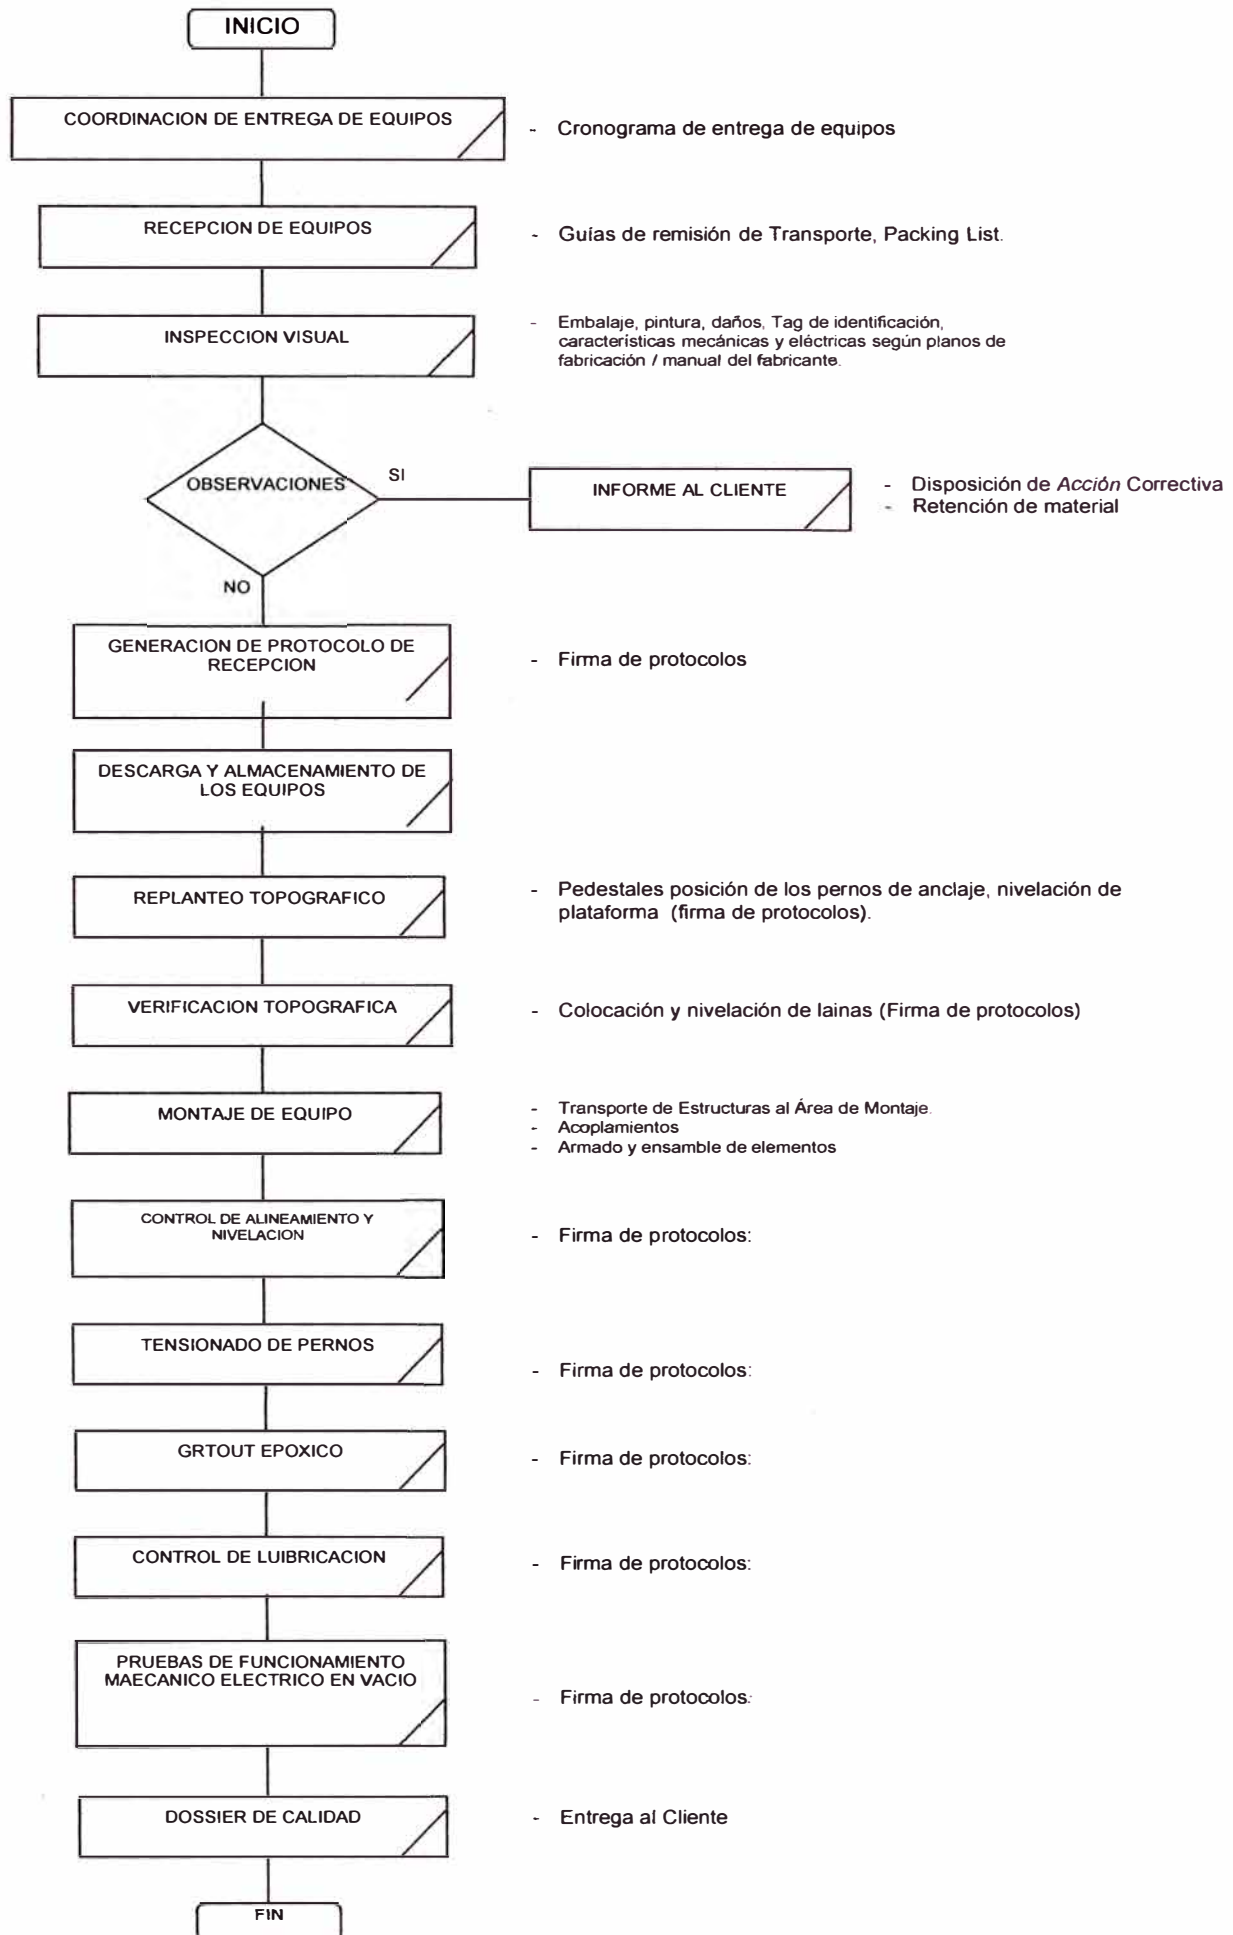 INICIO
COORDINACION DE ENTREGA DE EQUIPOS
- Cronograma de entrega de equipos
RECEPCION DE EQUIPOS
- Guías de remisión de Transporte, Packing List.
INSPECCION VISUAL
- Embalaje, pintura, daños, Tag de identificación,
características mecánicas y eléctricas según planos de
fabricación / manual del fabricante.
OBSERVACIONES
SI
INFORME AL CLIENTE
- Disposición de Acción Correctiva
- Retención de material
NO
GENERACION DE PROTOCOLO DE
RECEPCION
- Firma de protocolos
DESCARGA Y ALMACENAMIENTO DE
LOS EQUIPOS
REPLANTEO TOPOGRAFICO
- Pedestales posición de los pernos de anclaje, nivelación de
plataforma (firma de protocolos).
VERIFICACION TOPOGRAFICA
- Colocación y nivelación de lainas (Firma de protocolos)
MONTAJE DE EQUIPO
- Transporte de Estructuras al Área de Montaje.
- Acoplamientos
- Armado y ensamble de elementos
CONTROL DE ALINEAMIENTO Y
NIVELACION
- Firma de protocolos:
TENSIONADO DE PERNOS
- Firma de protocolos:
GRTOUT EPOXICO
- Firma de protocolos:
CONTROL DE LUIBRICACION
- Firma de protocolos:
PRUEBAS DE FUNCIONAMIENTO
MAECANICO ELECTRICO EN VACIO
- Firma de protocolos:
DOSSIER DE CALIDAD
- Entrega al Cliente
FIN